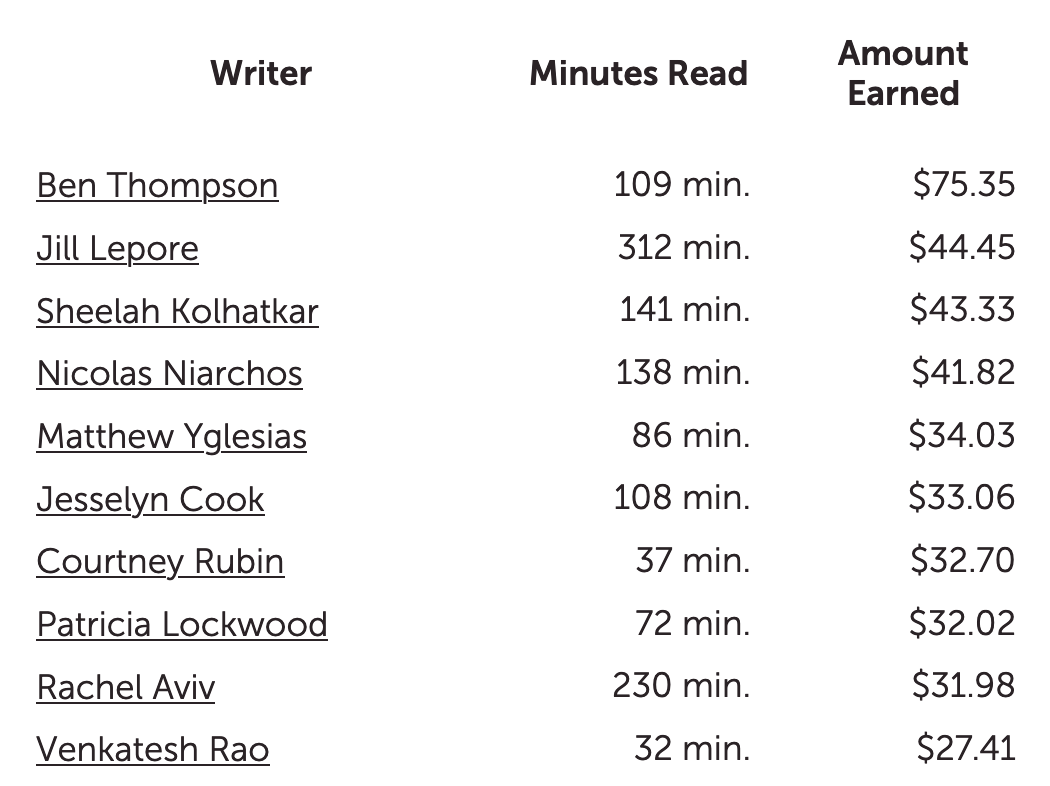 Writer Minutes Read Amount Earned
Ben Thompson 109 min. $75.35
Jill Lepore 312 min. $44.45
Sheelah Kolhatkar 141 min. $43.33
Nicolas Niarchos 138 min. $41.82
Matthew Yglesias 86 min. $34.03
Jesselyn Cook 108 min. $33.06
Courtney Rubin 37 min. $32.70
Patricia Lockwood 72 min. $32.02
Rachel Aviv 230 min. $31.98
Venkatesh Rao 32 min. $27.41